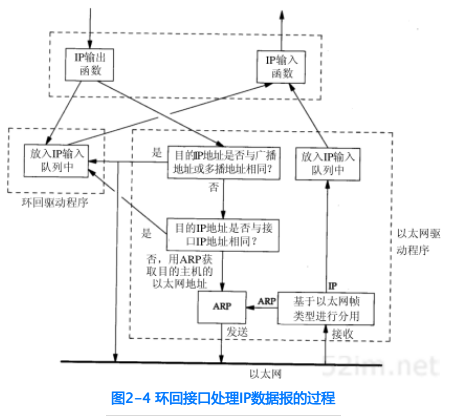 IP输出
函数
IP输入
函数
放入IP输入
队列中
环回驱动程序
是
目的IP地址是否与广播
地址或多播地址相同?
否
放入IP输入
队列中
是
目的IP地址是否与接
口IP地址相同?
以太网驱
动程序
否,用ARP获
取目的主机的
以太网地址
IP
ARP
ARP
基于以太网帧
类型进行分用
发送
接收
以太网
52im.net
图2-4 环回接口处理IP数据报的过程